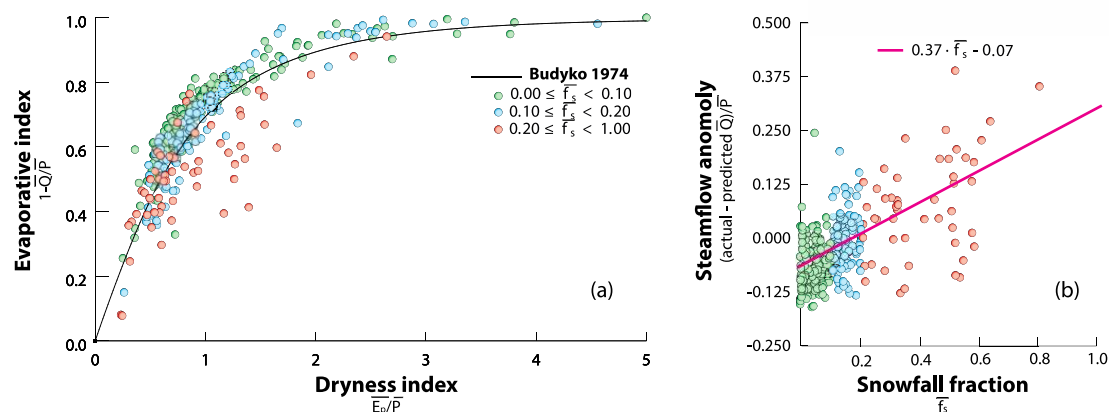 1.0
0.8
0.6
0.4
0.2
0.0
0
1
2
3
4
5
Evaporative index
1-Q̅/P̅
Dryness index
E̅ₚ/P̅
Budyko 1974
0.00 ≤ f̅ₛ < 0.10
0.10 ≤ f̅ₛ < 0.20
0.20 ≤ f̅ₛ < 1.00
(a)
0.500
0.375
0.250
0.125
0.000
-0.125
-0.250
0.2
0.4
0.6
0.8
1.0
Steamflow anomoly
(actual - predicted Q̅)/P̅
Snowfall fraction
f̅ₛ
0.37 · f̅ₛ - 0.07
(b)